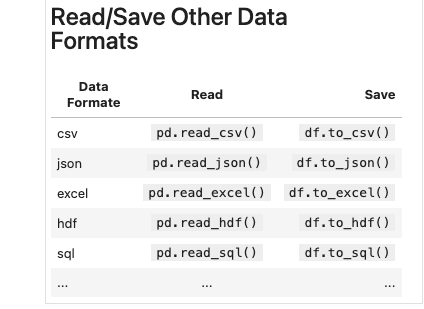 Read/Save Other Data
Formats
Data
Formate Read Save
csv pd.read_csv() df.to_csv()
json pd.read_json() df.to_json()
excel pd.read_excel() df.to_excel()
hdf pd.read_hdf() df.to_hdf()
sql pd.read_sql() df.to_sql()
... ... ...